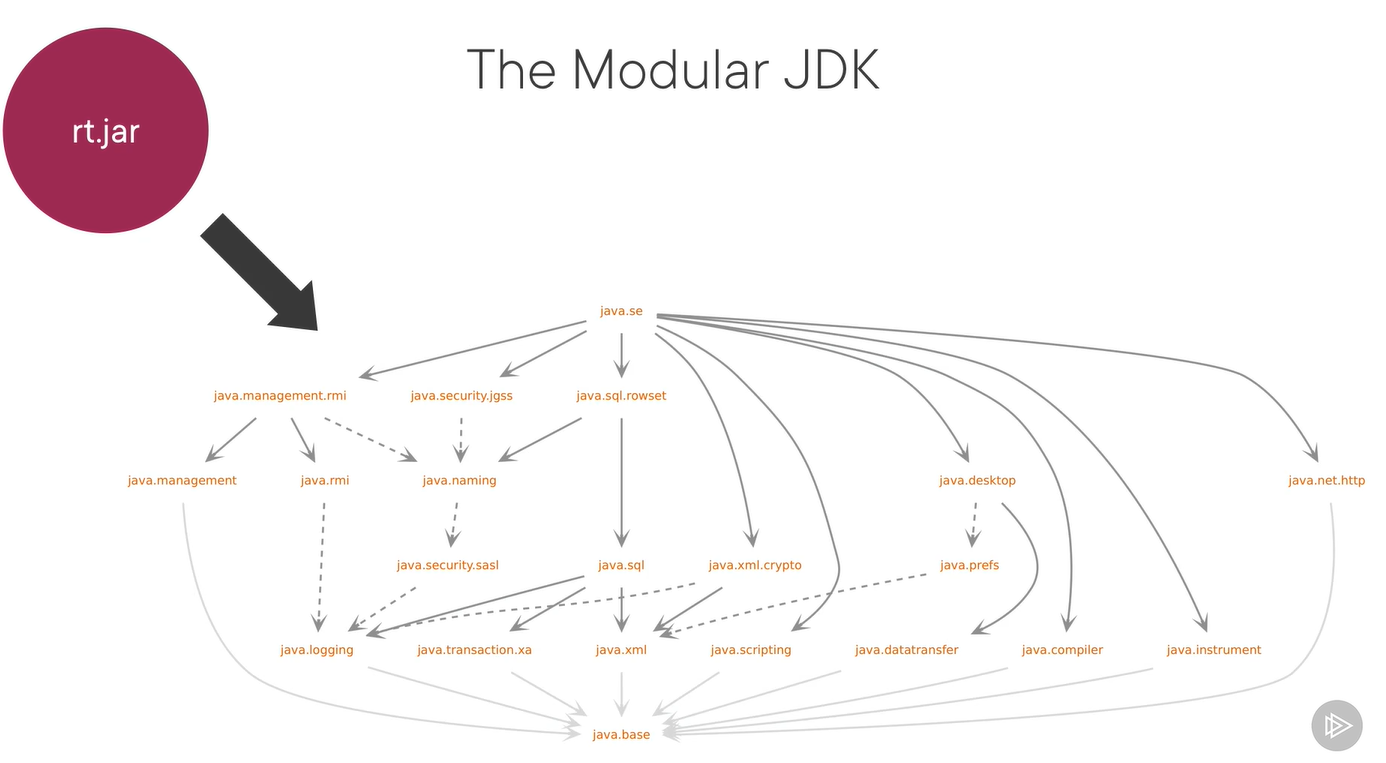 The Modular JDK
rt.jar
java.se
java.management.rmi
java.security.jgss
java.sql.rowset
java.management
java.rmi
java.naming
java.desktop
java.net.http
java.security.sasl
java.sql
java.xml.crypto
java.prefs
java.logging
java.transaction.xa
java.xml
java.scripting
java.datatransfer
java.compiler
java.instrument
java.base